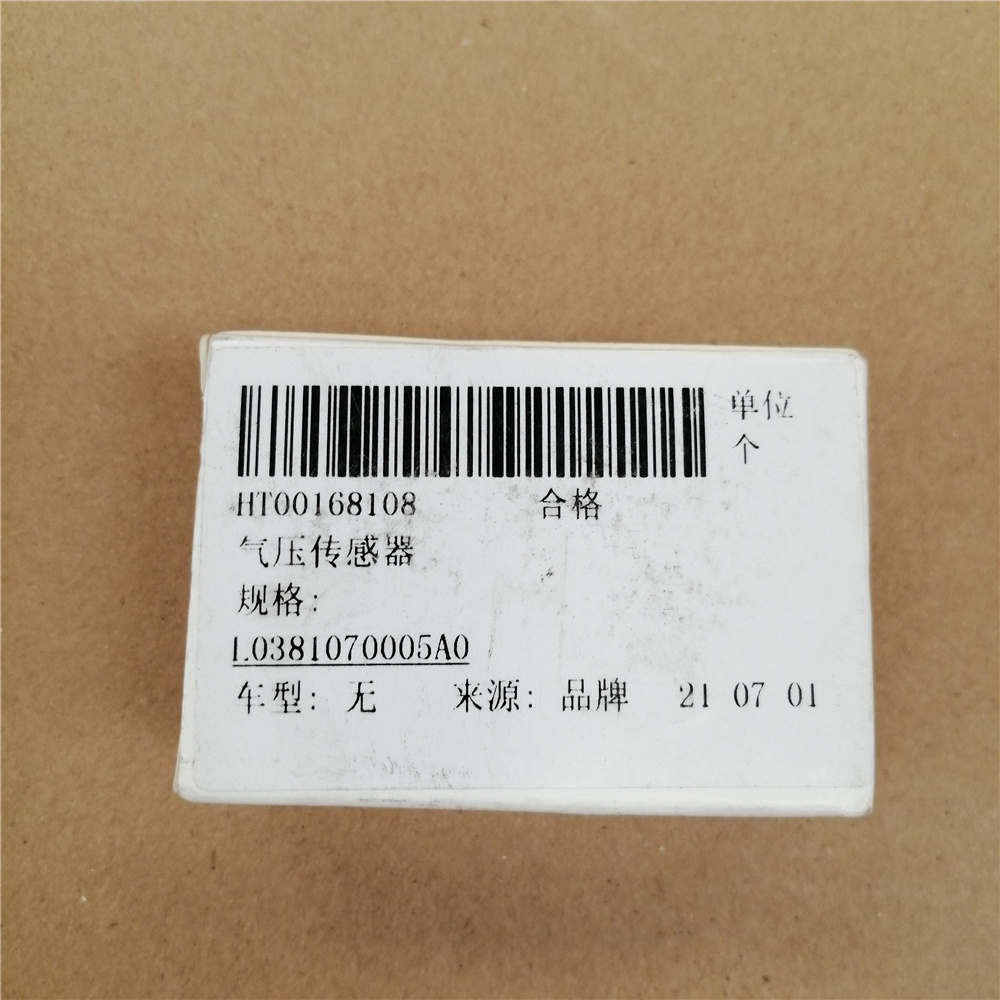 单位
个
HT00168108 合格
气压传感器
规格:
L0381070005A0
车型: 无 来源: 品牌 21 07 01